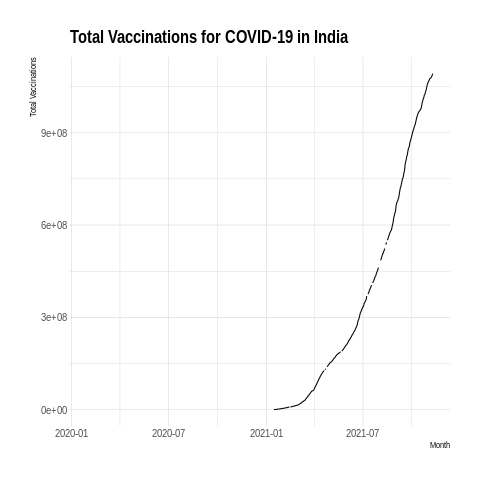 Total Vaccinations for COVID-19 in India
Total Vaccinations
9e+08
6e+08
3e+08
0e+00
2020-01 2020-07 2021-01 2021-07
Month